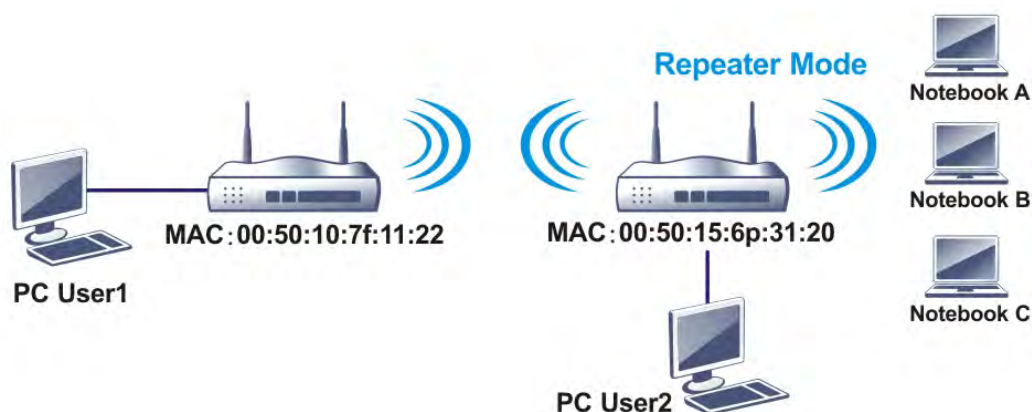 Repeater Mode
Notebook A
MAC:00:50:10:7f:11:22
MAC:00:50:15:6p:31:20
Notebook B
PC User1
Notebook C
PC User2